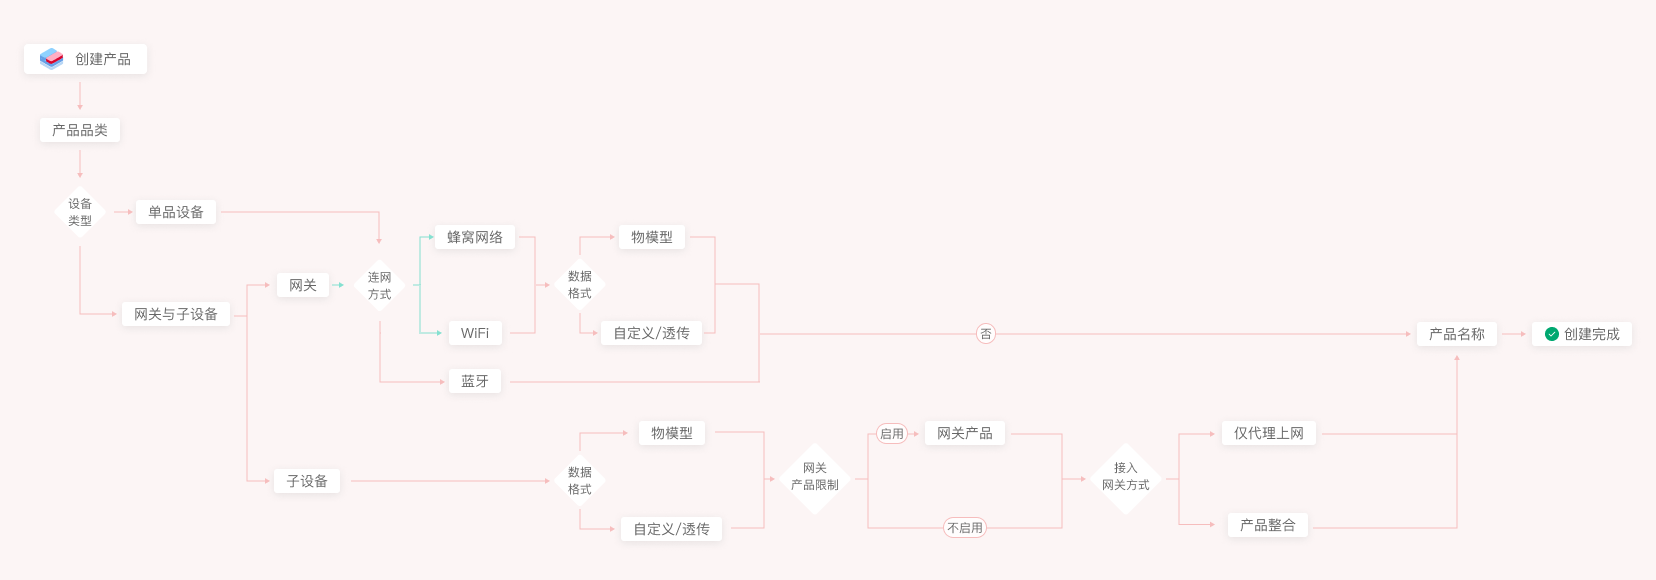 创建产品
产品品类
设备
类型
单品设备
网关与子设备
网关
连网
方式
蜂窝网络
WiFi
蓝牙
数据
格式
物模型
自定义/透传
否
产品名称
创建完成
子设备
数据
格式
物模型
自定义/透传
网关
产品限制
启用
网关产品
不启用
接入
网关方式
仅代理上网
产品整合